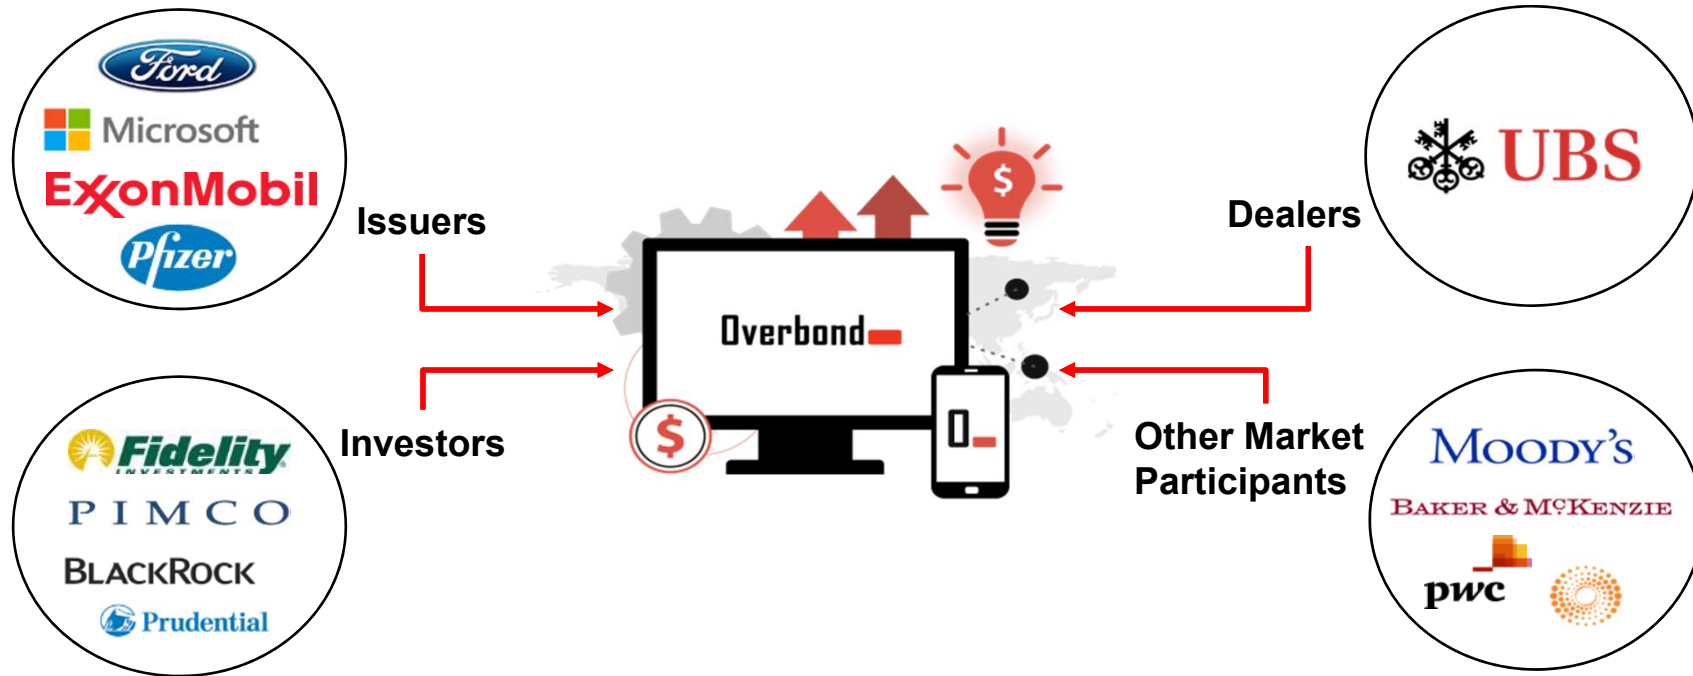 Ford
Microsoft
ExxonMobil
Pfizer
Issuers
Fidelity
INVESTMENTS
PIMCO
BLACKROCK
Prudential
Investors
$
Overbond
$
O
Dealers
UBS
Other Market
Participants
MOODY'S
BAKER & MCKENZIE
pwc